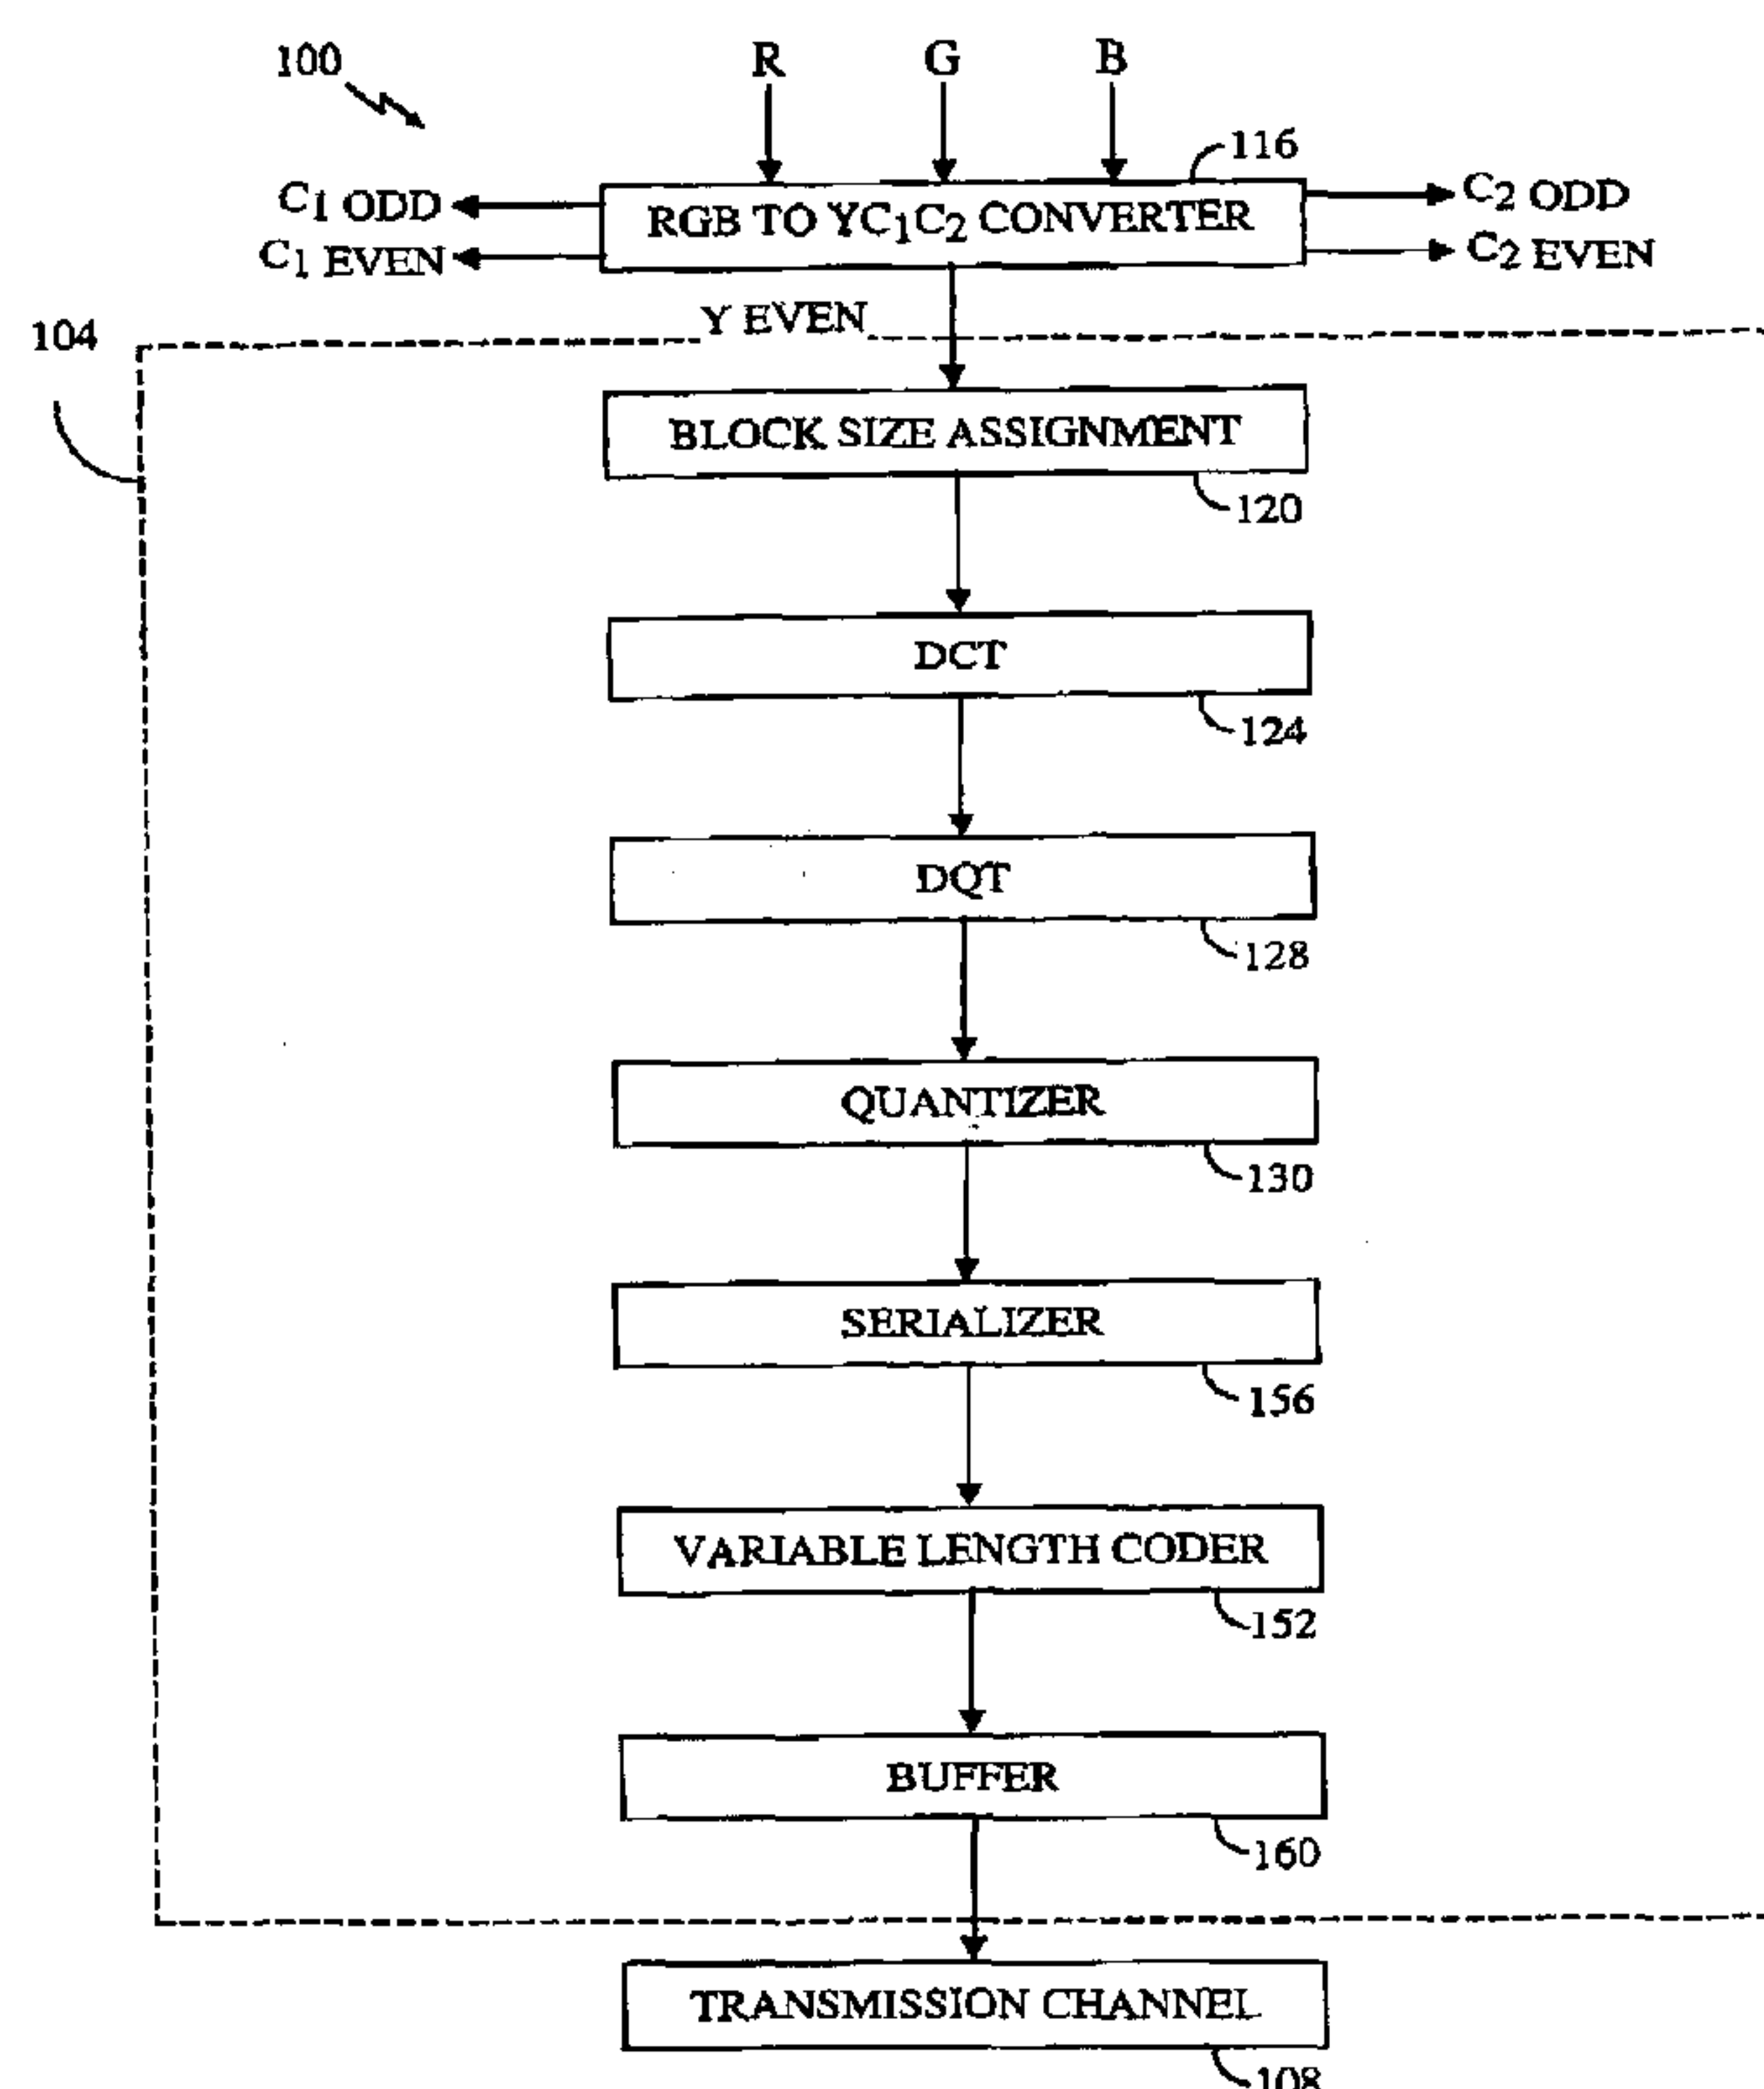 100
R G B
116
C1 ODD
RGB TO YC1C2 CONVERTER
C2 ODD
C1 EVEN
C2 EVEN
Y EVEN
104
BLOCK SIZE ASSIGNMENT
120
DCT
124
DQT
128
QUANTIZER
130
SERIALIZER
156
VARIABLE LENGTH CODER
152
BUFFER
160
TRANSMISSION CHANNEL
108